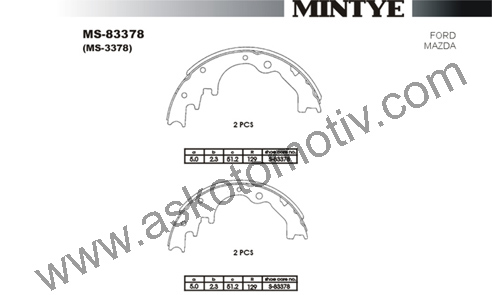 MINTYE
MS-83378
(MS-3378)
FORD
MAZDA
2 PCS
a b c R shoe core no.
5.0 2.3 51.2 129 S-83378
2 PCS
a b c R shoe core no.
5.0 2.3 51.2 129 S-83378
www.askotomotiv.com